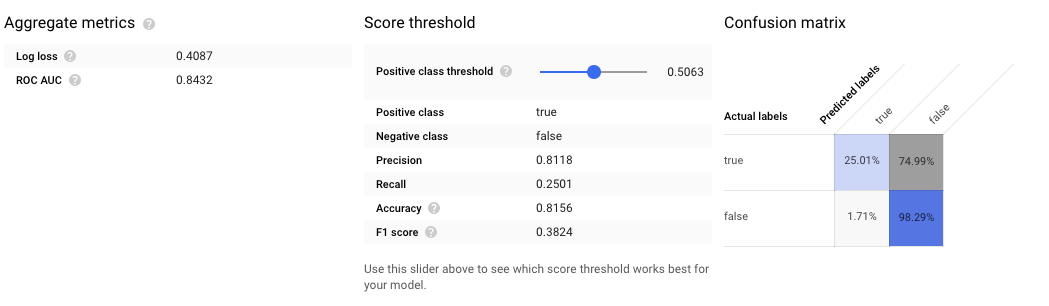 Aggregate metrics ?
Log loss ? 0.4087
ROC AUC ? 0.8432
Score threshold
Positive class threshold ? 0.5063
Positive class true
Negative class false
Precision 0.8118
Recall 0.2501
Accuracy ? 0.8156
F1 score ? 0.3824
Use this slider above to see which score threshold works best for
your model.
Confusion matrix
Actual labels Predicted labels true false
true 25.01% 74.99%
false 1.71% 98.29%